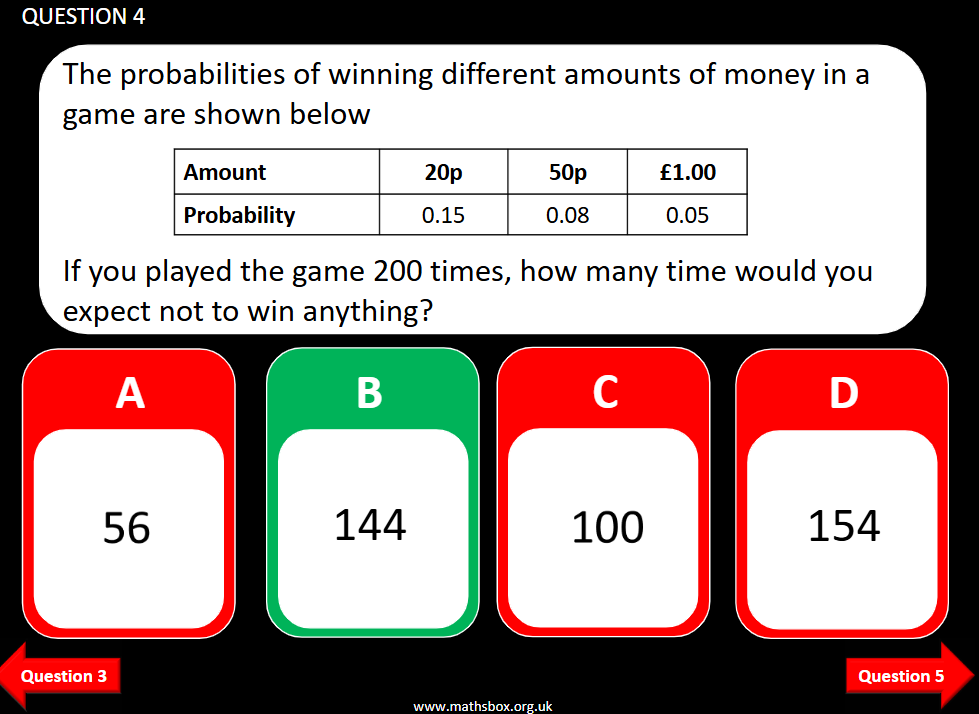 QUESTION 4
The probabilities of winning different amounts of money in a
game are shown below
Amount 20p 50p £1.00
Probability 0.15 0.08 0.05
If you played the game 200 times, how many time would you
expect not to win anything?
A B C D
56 144 100 154
Question 3 Question 5
www.mathsbox.org.uk